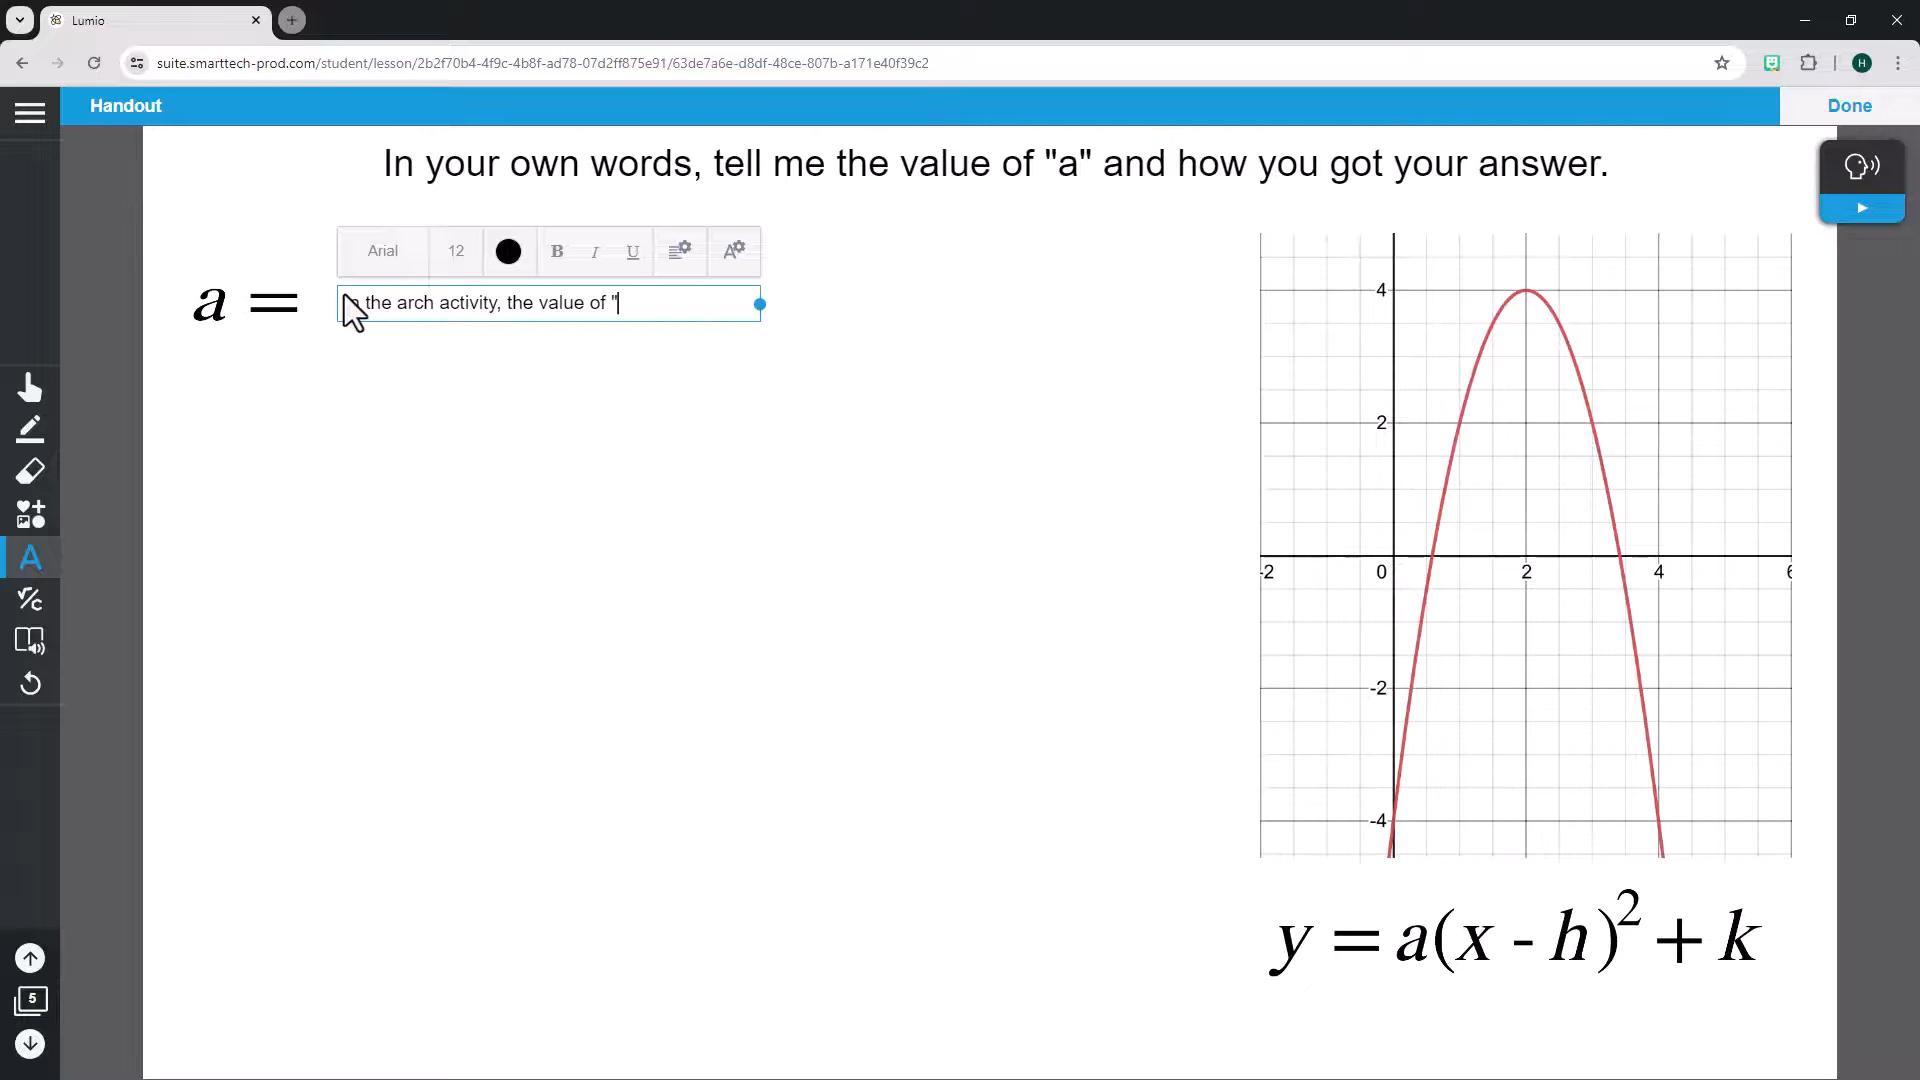 Lumio
suite.smarttech-prod.com/student/lesson/2b2f70b4-4f9c-4b8f-ad78-07d2ff875e91/63de7a6e-d8df-48ce-807b-a171e40f39c2
H
Handout
Done
In your own words, tell me the value of "a" and how you got your answer.
Arial 12 B I U A
a = the arch activity, the value of "
4
2
-2 0 2 4 6
-2
-4
y = a(x - h)² + k
A
√/c
5